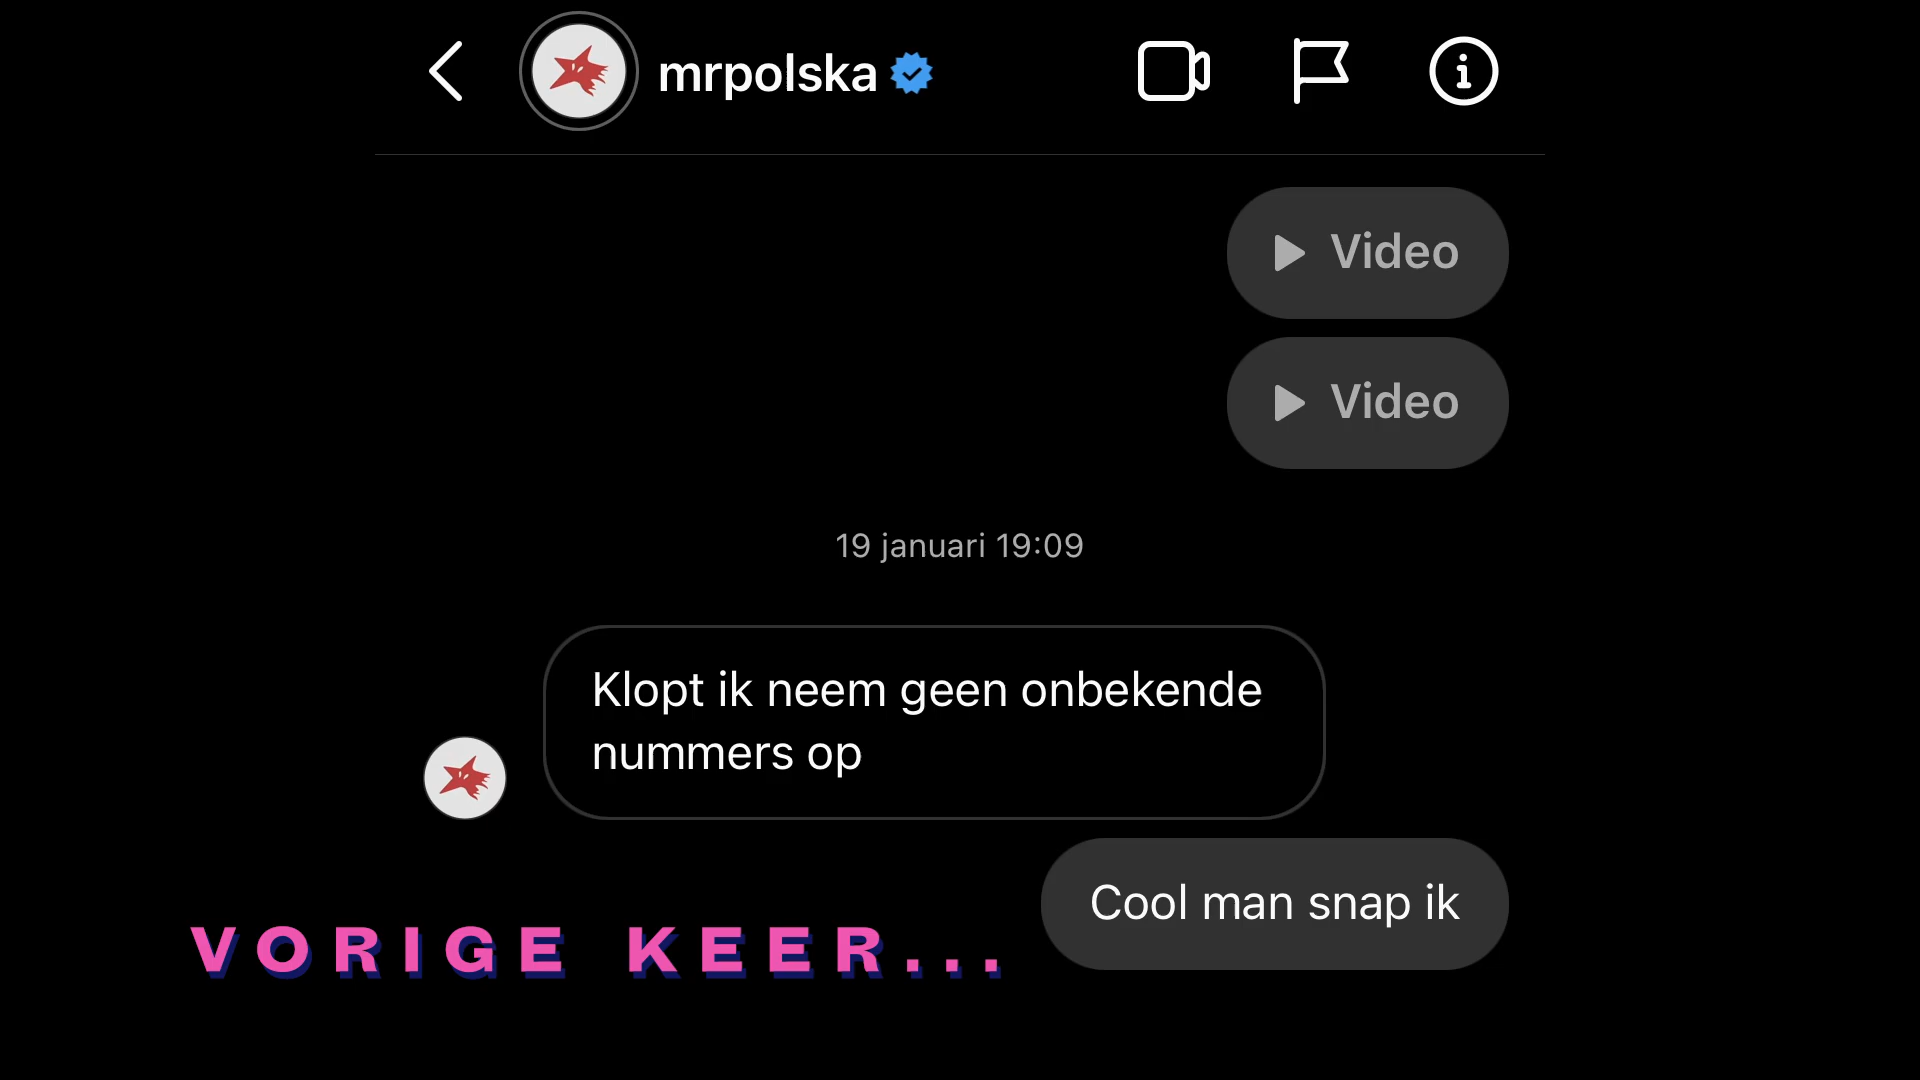 mrpolska
Video
Video
19 januari 19:09
Klopt ik neem geen onbekende
nummers op
Cool man snap ik
VORIGE KEER...